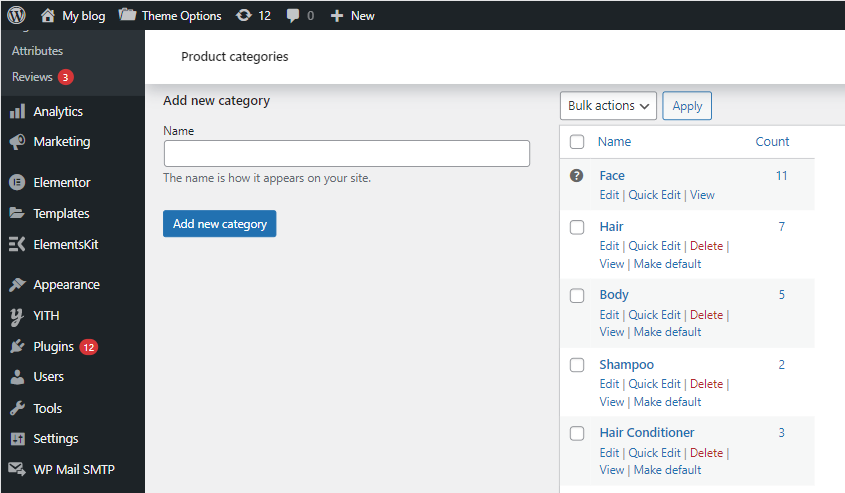 My blog Theme Options 12 0 New
Attributes
Reviews 3
Analytics
Marketing
Elementor
Templates
ElementsKit
Appearance
YITH
Plugins 12
Users
Tools
Settings
WP Mail SMTP
Product categories
Add new category
Name
The name is how it appears on your site.
Add new category
Bulk actions Apply
Name Count
Face 11
Edit | Quick Edit | View
Hair 7
Edit | Quick Edit | Delete |
View | Make default
Body 5
Edit | Quick Edit | Delete |
View | Make default
Shampoo 2
Edit | Quick Edit | Delete |
View | Make default
Hair Conditioner 3
Edit | Quick Edit | Delete |
View | Make default